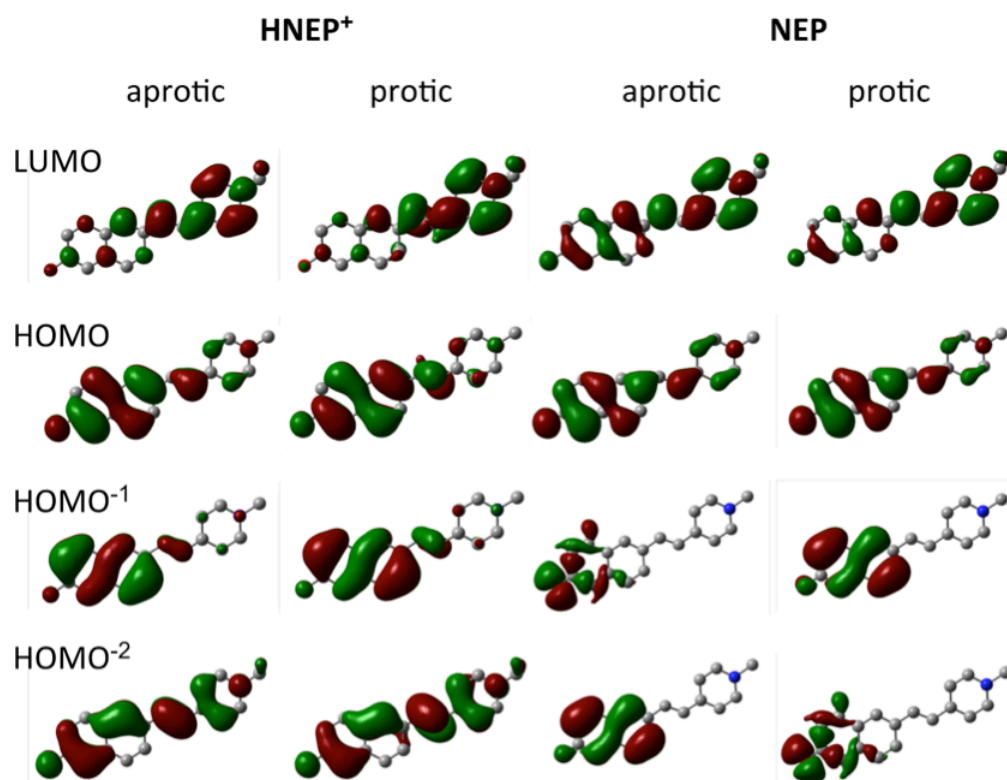 HNEP⁺ NEP
aprotic protic aprotic protic
LUMO
HOMO
HOMO⁻¹
HOMO⁻²